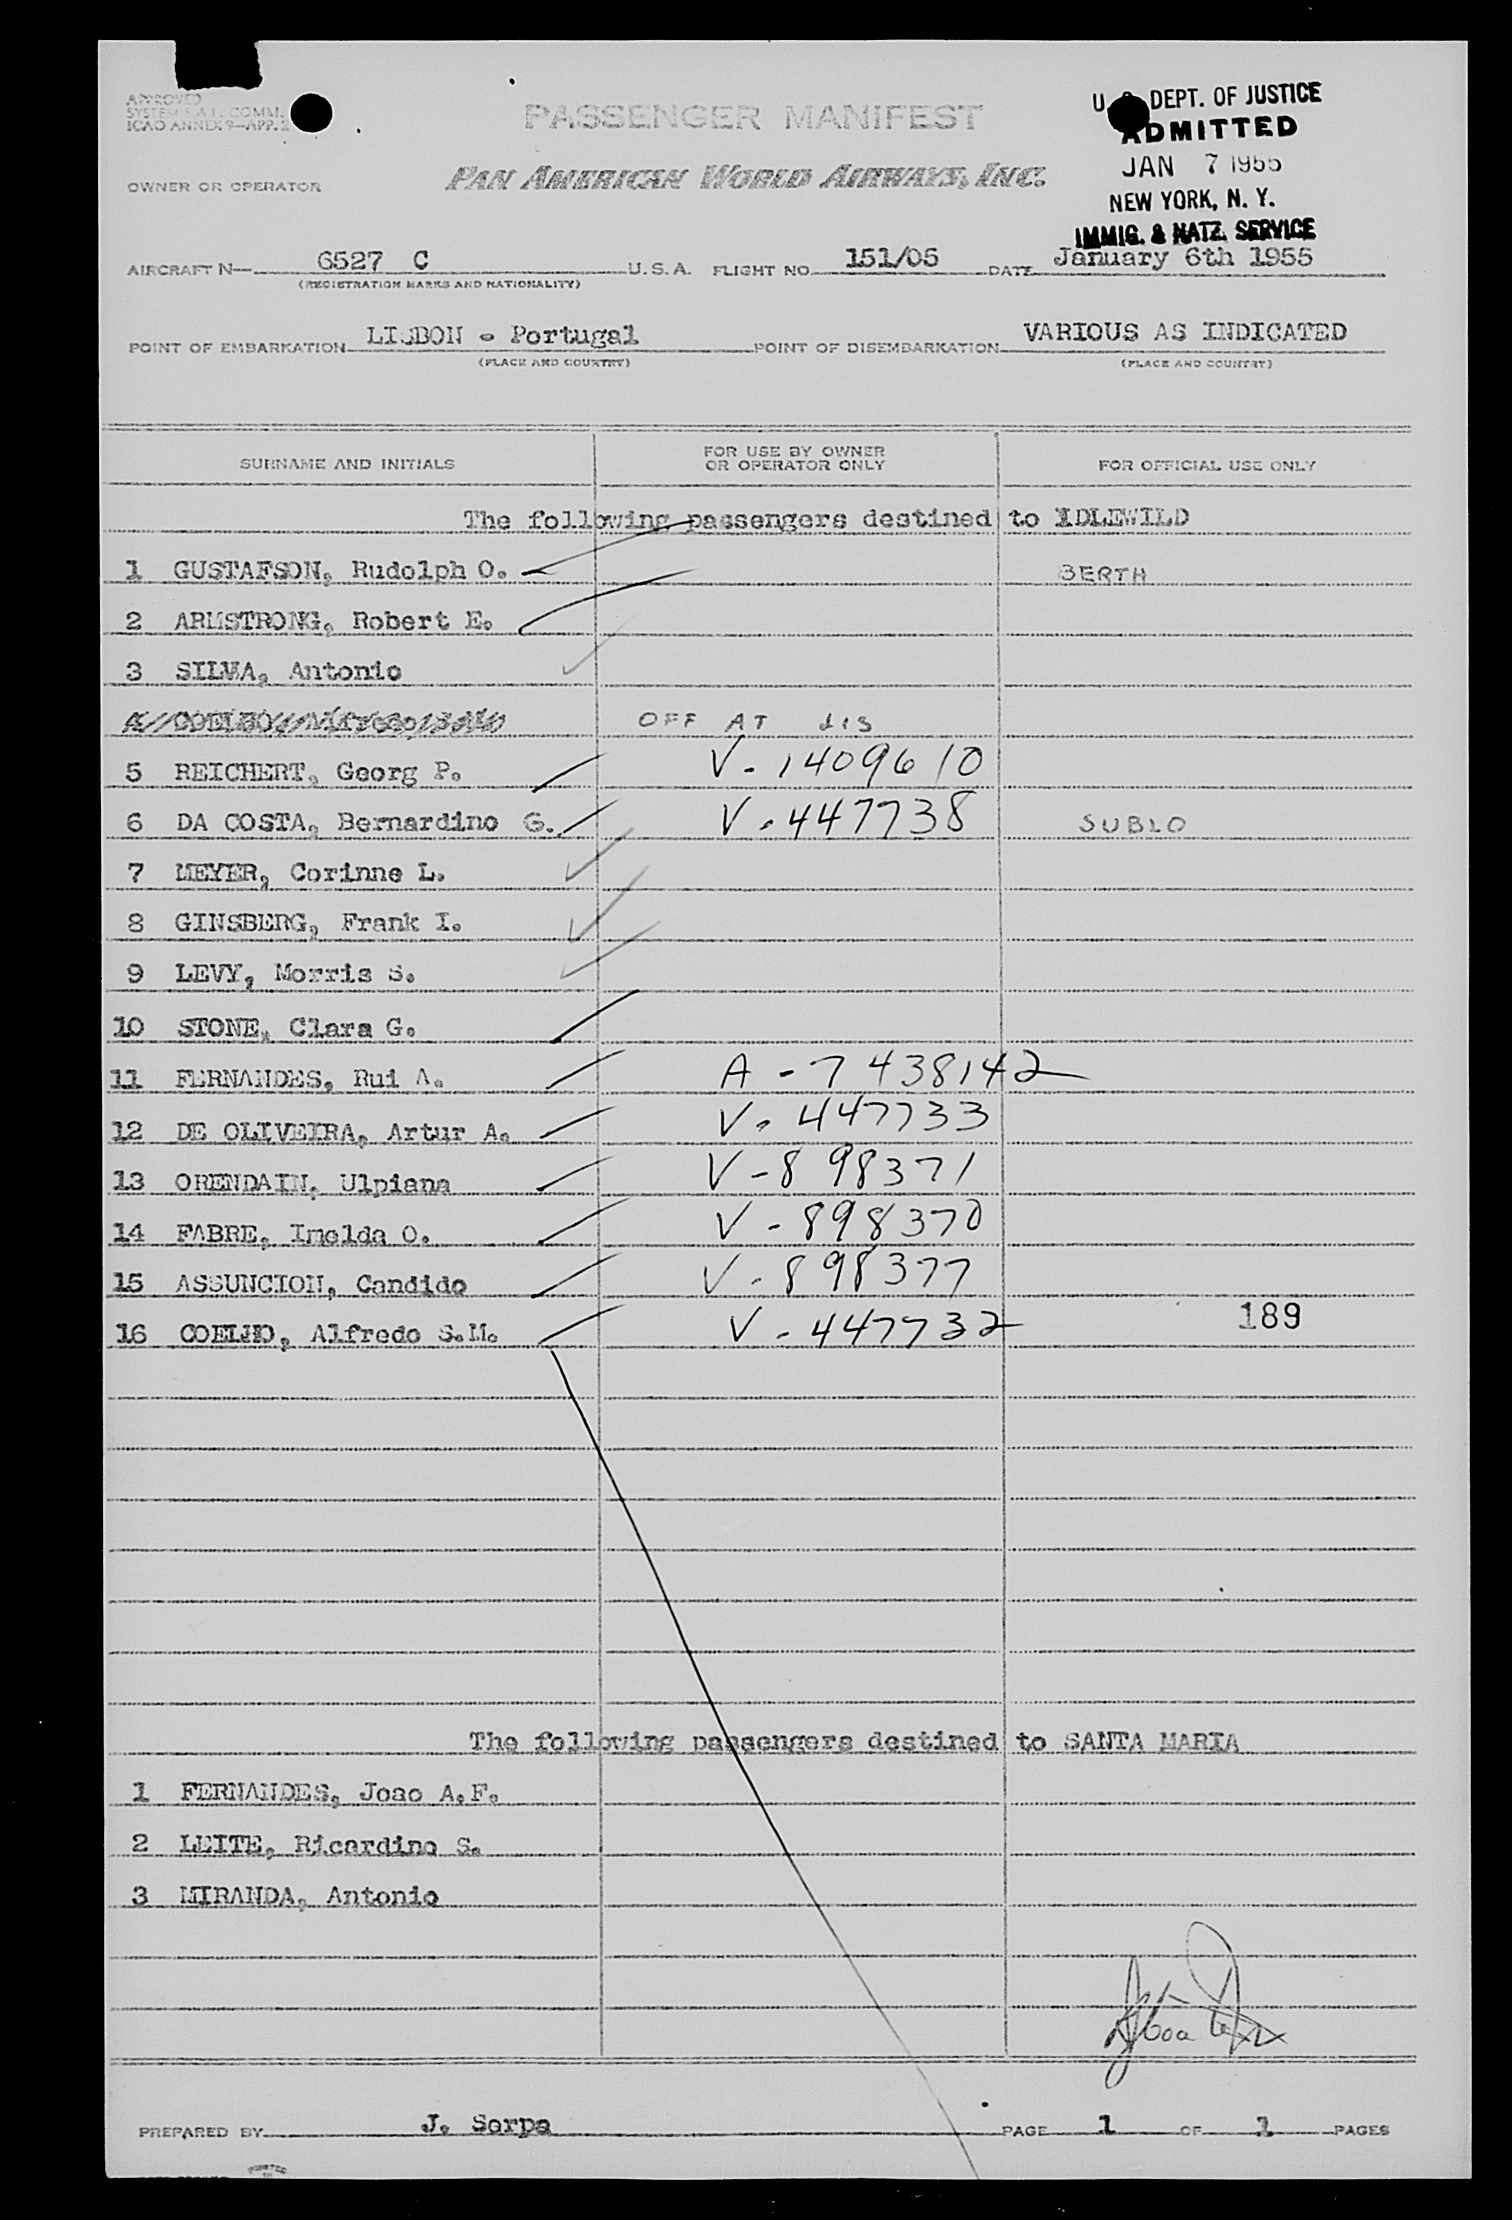 APPROVED
SYSTEM F.A.L. COMM.
ICAO ANNEX 9—APP. 2
PASSENGER MANIFEST
U. S. DEPT. OF JUSTICE
ADMITTED
JAN 7 1955
NEW YORK, N. Y.
IMMIG. & NATZ. SERVICE
OWNER OR OPERATOR PAN AMERICAN WORLD AIRWAYS, INC.
AIRCRAFT N— 6527 C U.S.A. FLIGHT NO. 151/05 DATE January 6th 1955
(REGISTRATION MARKS AND NATIONALITY)
POINT OF EMBARKATION LISBON - Portugal POINT OF DISEMBARKATION VARIOUS AS INDICATED
(PLACE AND COUNTRY) (PLACE AND COUNTRY)
SURNAME AND INITIALS FOR USE BY OWNER OR OPERATOR ONLY FOR OFFICIAL USE ONLY
The following passengers destined to IDLEWILD
1 GUSTAFSON, Rudolph O. BERTH
2 ARMSTRONG, Robert E.
3 SILVA, Antonio
OFF AT LIS
5 REICHERT, Georg P. V-1409610
6 DA COSTA, Bernardino G. V-447738 SUBLO
7 MEYER, Corinne L.
8 GINSBERG, Frank I.
9 LEVY, Morris S.
10 STONE, Clara G.
11 FERNANDES, Rui A. A-7438142
12 DE OLIVEIRA, Artur A. V-447733
13 ORENDAIN, Ulpiana V-898371
14 FABRE, Imelda O. V-898370
15 ASSUNCION, Candido V-898377
16 COELHO, Alfredo S.M. V-447732 189
The following passengers destined to SANTA MARIA
1 FERNANDES, Joao A.F.
2 LEITE, Ricardino S.
3 MIRANDA, Antonio
PREPARED BY J. Serpa PAGE 1 OF 1 PAGES